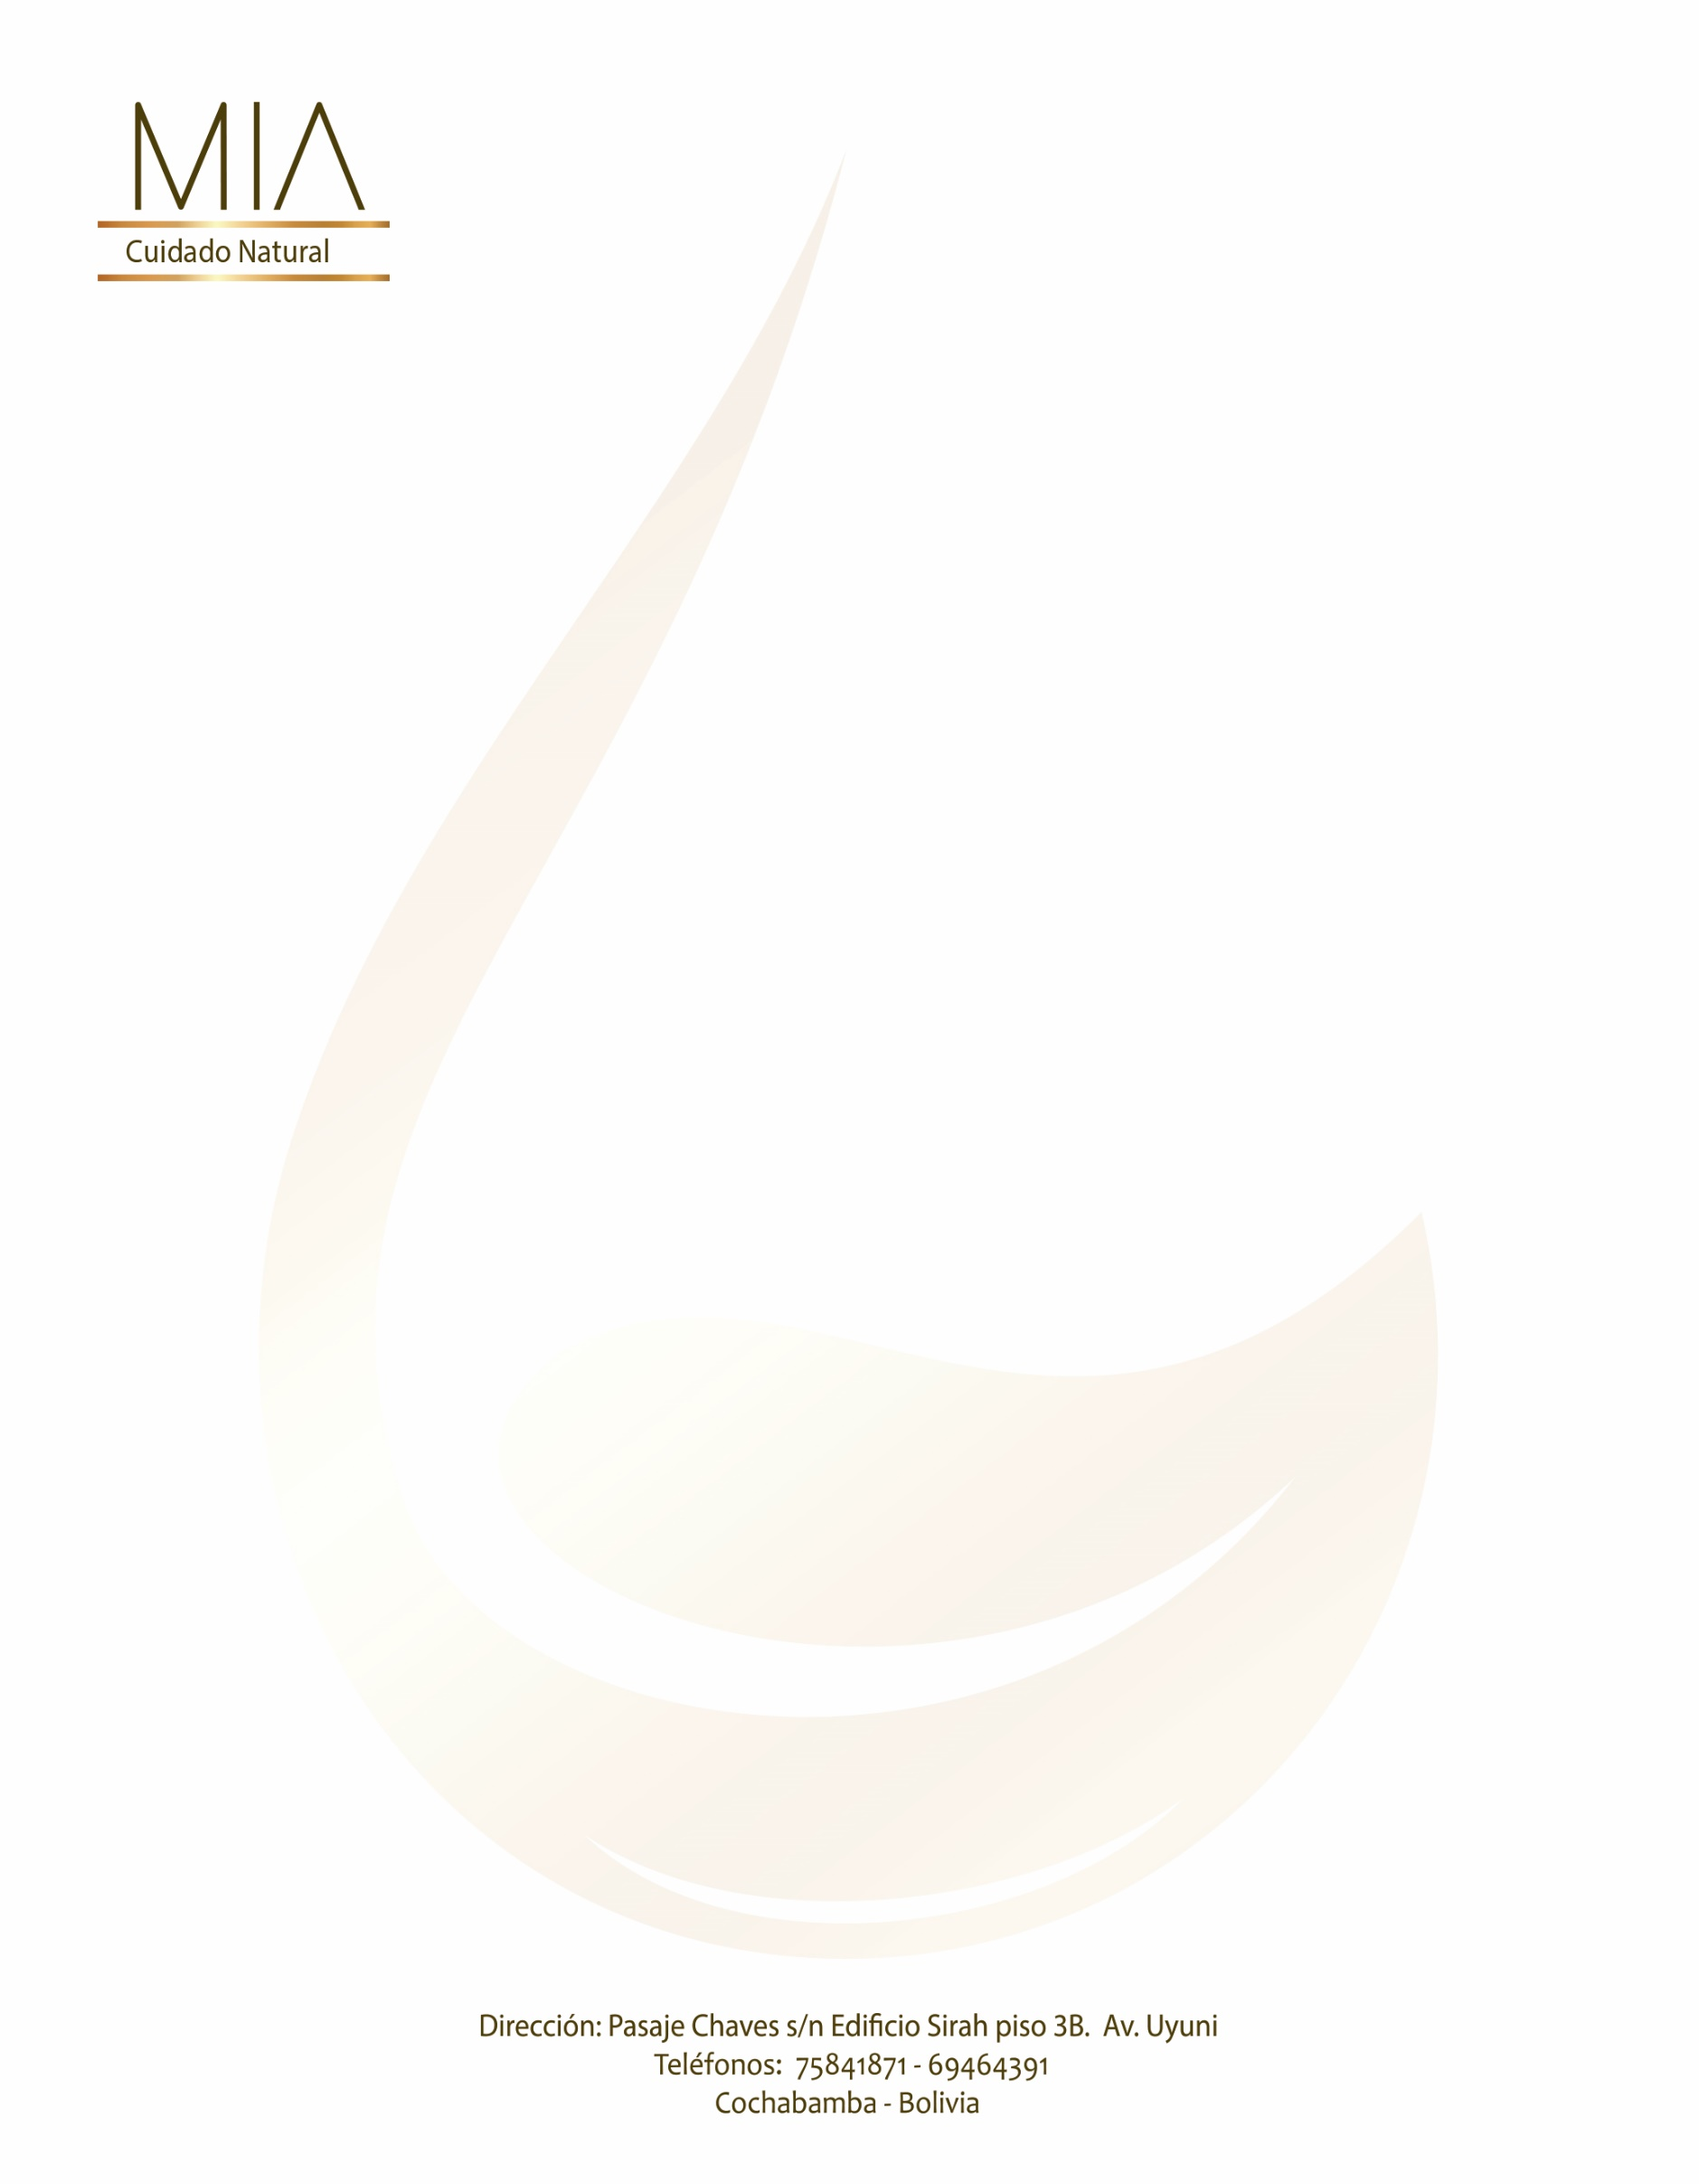 MIA
Cuidado Natural
Dirección: Pasaje Chaves s/n Edificio Sirah piso 3B. Av. Uyuni
Teléfonos: 75841871 - 69464391
Cochabamba - Bolivia